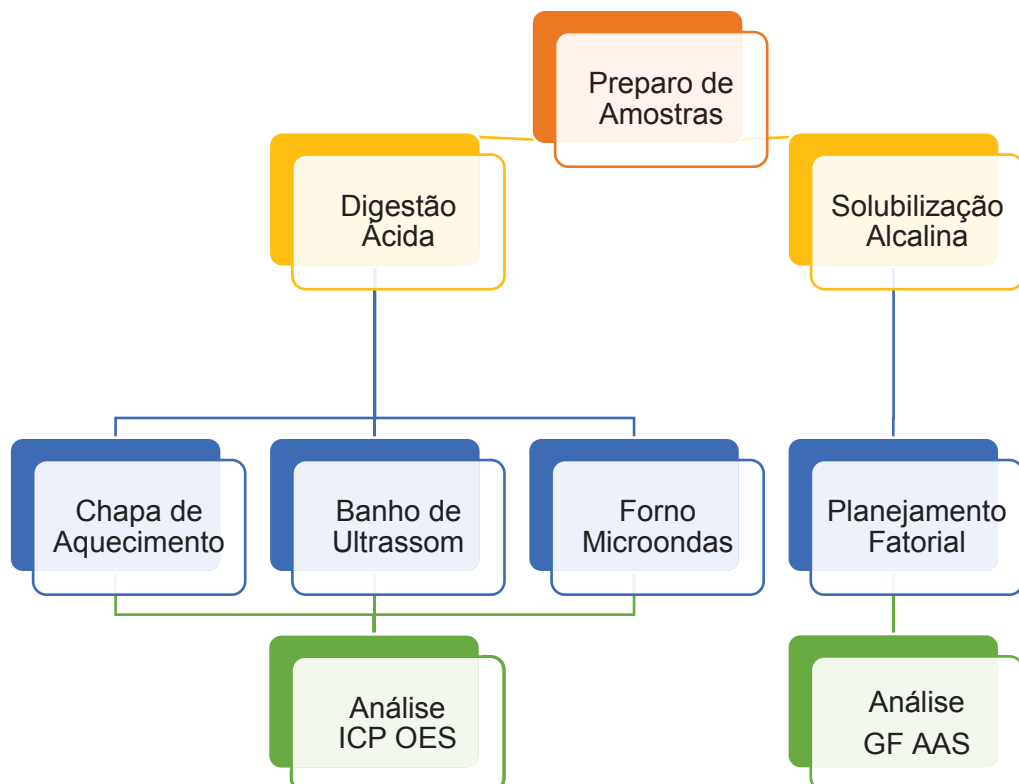 Preparo de
Amostras
Digestão
Ácida
Solubilização
Alcalina
Chapa de
Aquecimento
Banho de
Ultrassom
Forno
Microondas
Planejamento
Fatorial
Análise
ICP OES
Análise
GF AAS